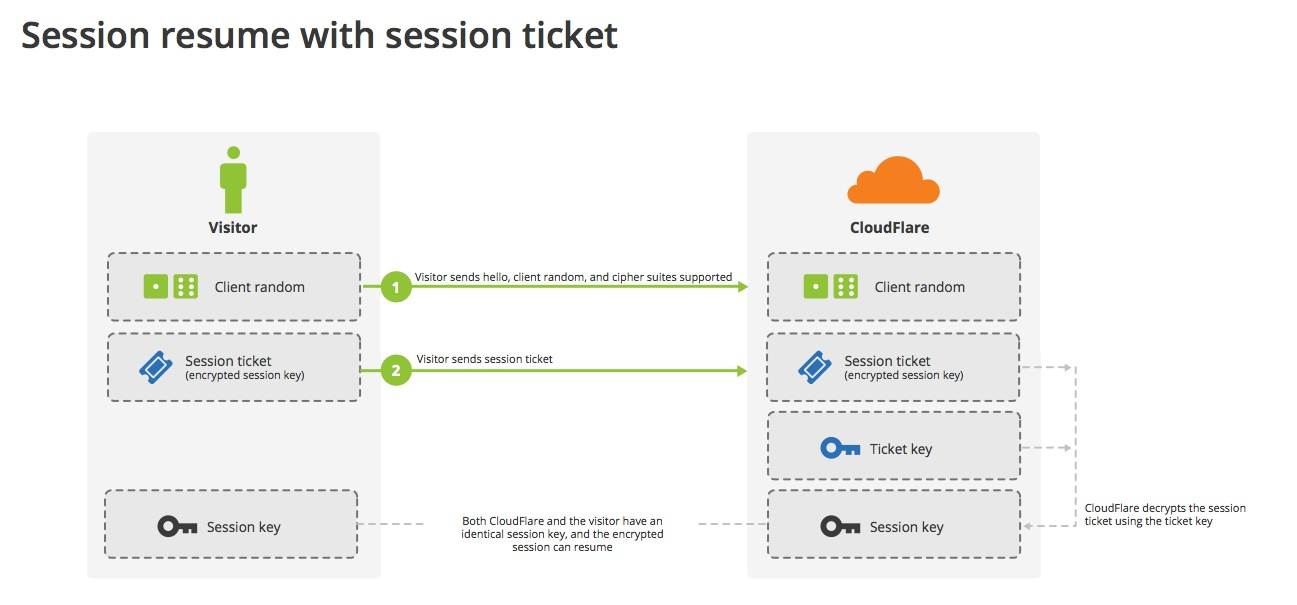 Session resume with session ticket
Visitor
CloudFlare
Client random
1
Visitor sends hello, client random, and cipher suites supported
Client random
Session ticket
(encrypted session key)
2
Visitor sends session ticket
Session ticket
(encrypted session key)
Ticket key
Session key
Both CloudFlare and the visitor have an
identical session key, and the encrypted
session can resume
Session key
CloudFlare decrypts the session
ticket using the ticket key